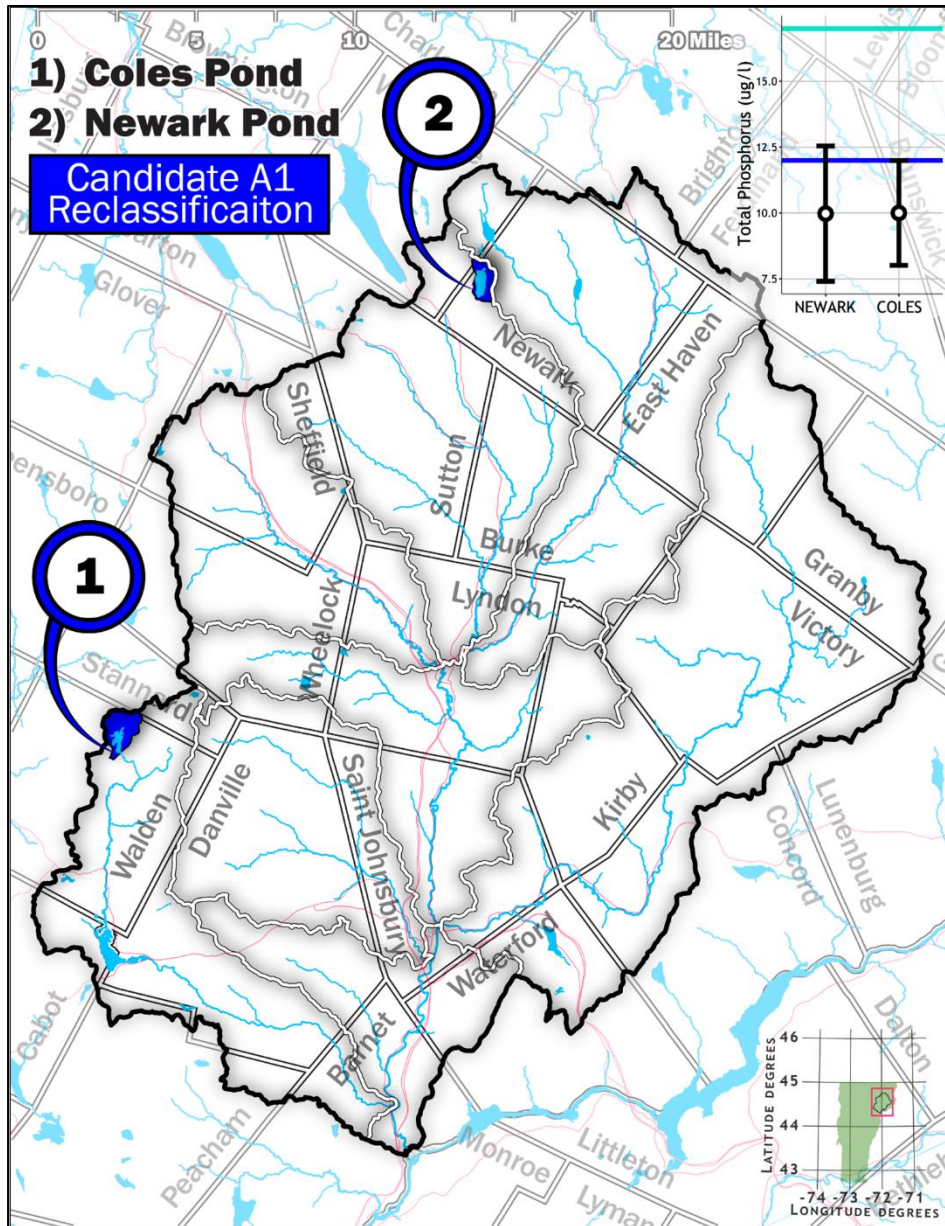 0
5
10
20 Miles
1) Coles Pond
2) Newark Pond
Candidate A1
Reclassificaiton
2
1
Total Phosphorus (ug/l)
15.0
12.5
10.0
7.5
NEWARK
COLES
Brownington
Brighton
Glover
Newark
East Haven
Sheffield
Sutton
Burke
Lyndon
Wheelock
Granby
Victory
Stannard
Walden
Danville
Saint Johnsbury
Kirby
Concord
Lunenburg
Waterford
Barnet
Cabot
Peacham
Monroe
Littleton
Lyman
Dalton
LATITUDE DEGREES
46
45
44
43
-74 -73 -72 -71
LONGITUDE DEGREES